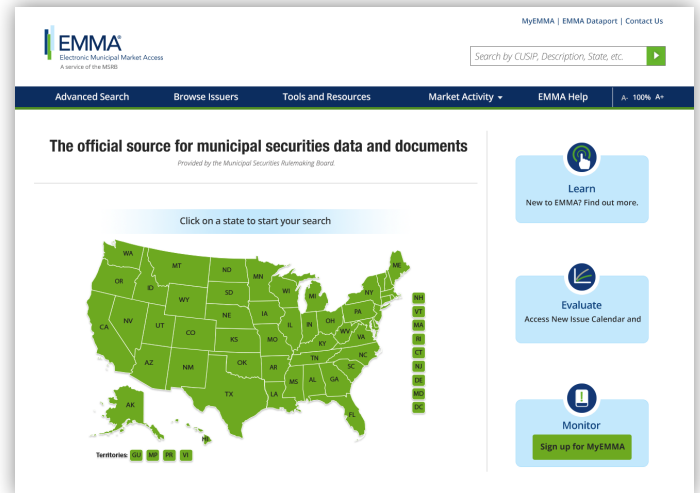 MyEMMA | EMMA Dataport | Contact Us
EMMA®
Electronic Municipal Market Access
A service of the MSRB
Search by CUSIP, Description, State, etc.
Advanced Search Browse Issuers Tools and Resources Market Activity EMMA Help A- 100% A+
The official source for municipal securities data and documents
Provided by the Municipal Securities Rulemaking Board.
Click on a state to start your search
WA
MT
ND
MN
ME
OR
ID
SD
WI
MI
NY
WY
CA
NV
UT
CO
NE
IA
IL
IN
OH
PA
KS
MO
KY
WV
VA
AZ
NM
OK
AR
TN
NC
SC
TX
LA
MS
AL
GA
FL
AK
HI
NH
VT
MA
RI
CT
NJ
DE
MD
DC
Territories: GU MP PR VI
Learn
New to EMMA? Find out more.
Evaluate
Access New Issue Calendar and
Monitor
Sign up for MyEMMA